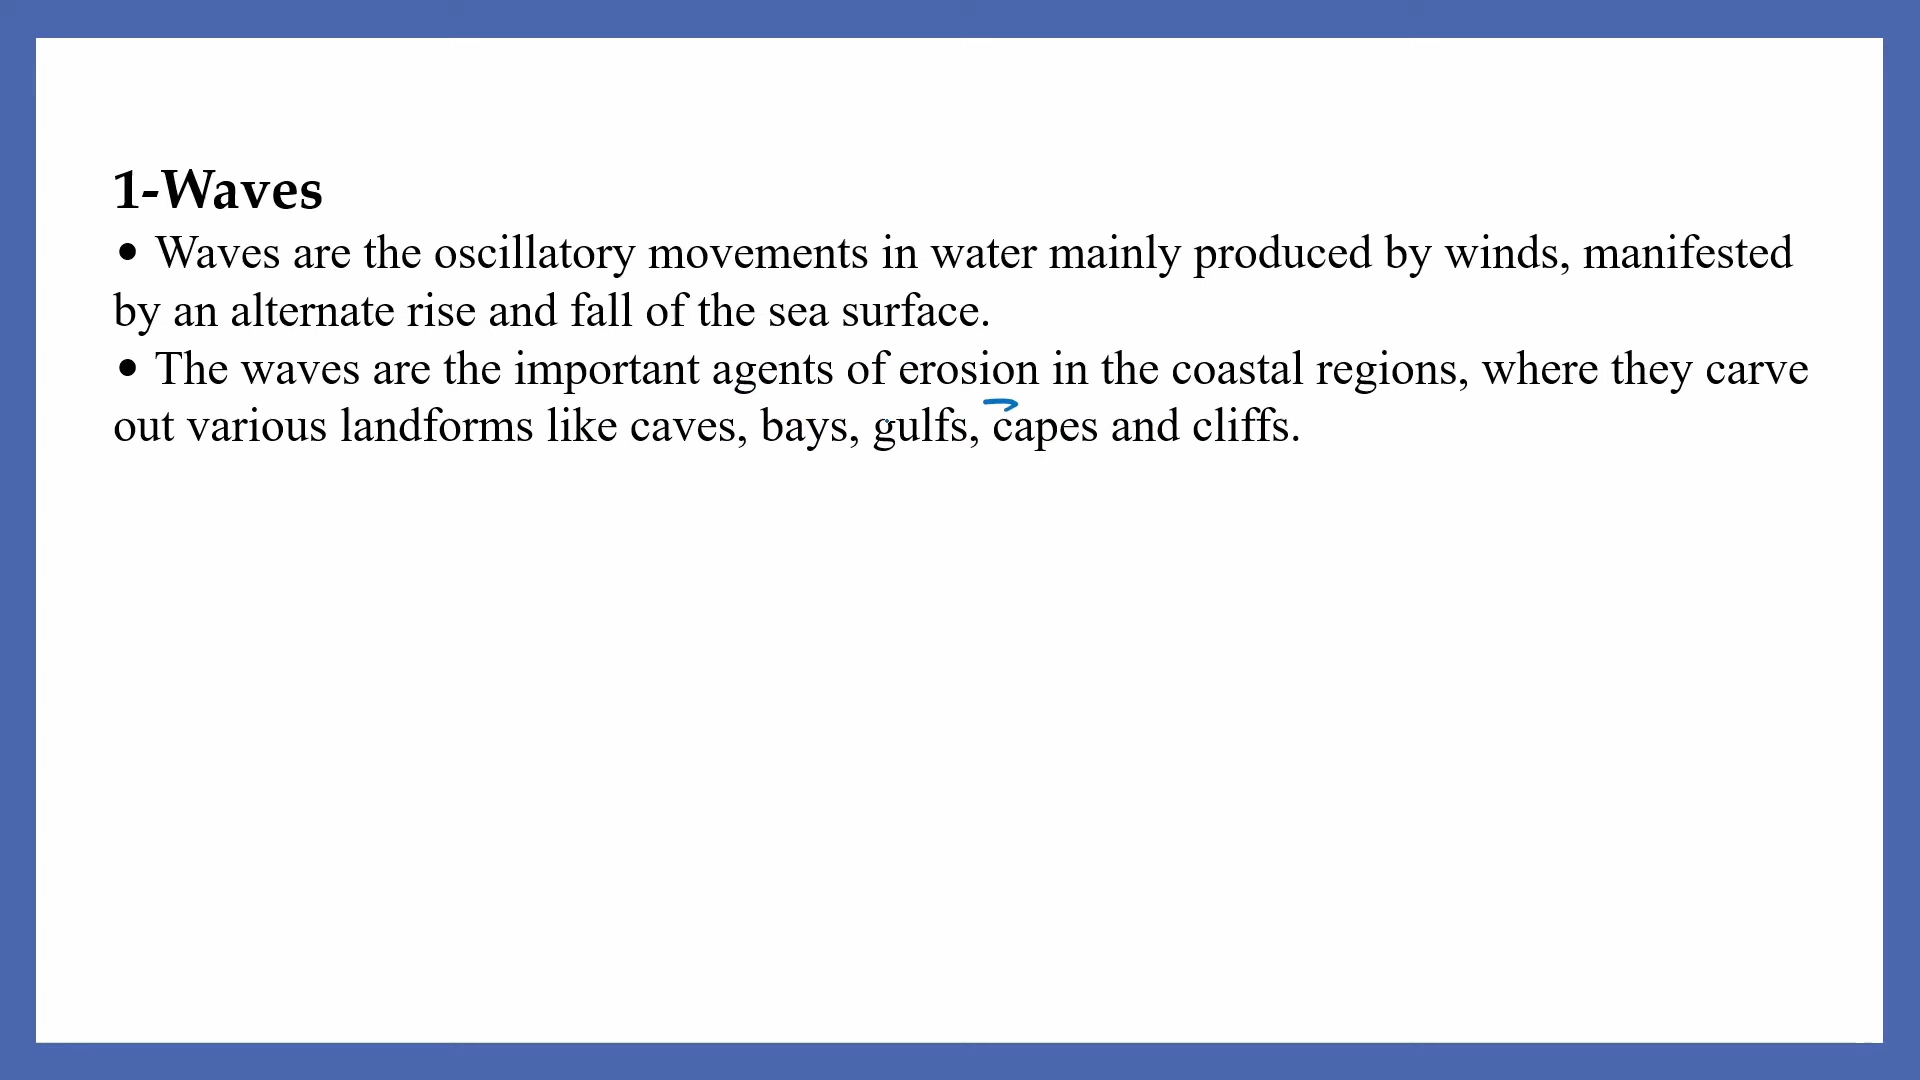 1-Waves
• Waves are the oscillatory movements in water mainly produced by winds, manifested
by an alternate rise and fall of the sea surface.
• The waves are the important agents of erosion in the coastal regions, where they carve
out various landforms like caves, bays, gulfs, capes and cliffs.